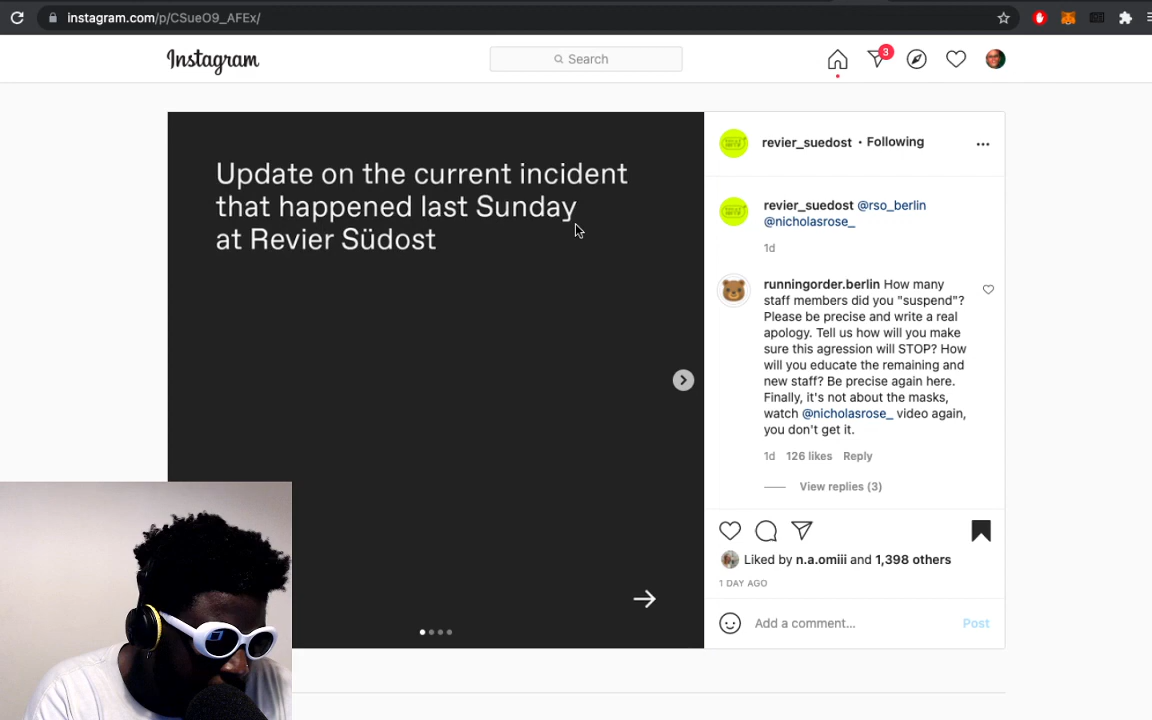 instagram.com/p/CSueO9_AFEx/
Instagram
Search
3
Update on the current incident
that happened last Sunday
at Revier Südost
revier_suedost • Following
revier_suedost @rso_berlin
@nicholasrose_
1d
runningorder.berlin How many
staff members did you "suspend"?
Please be precise and write a real
apology. Tell us how will you make
sure this agression will STOP? How
will you educate the remaining and
new staff? Be precise again here.
Finally, it's not about the masks,
watch @nicholasrose_ video again,
you don't get it.
1d 126 likes Reply
View replies (3)
Liked by n.a.omiii and 1,398 others
1 DAY AGO
Add a comment... Post